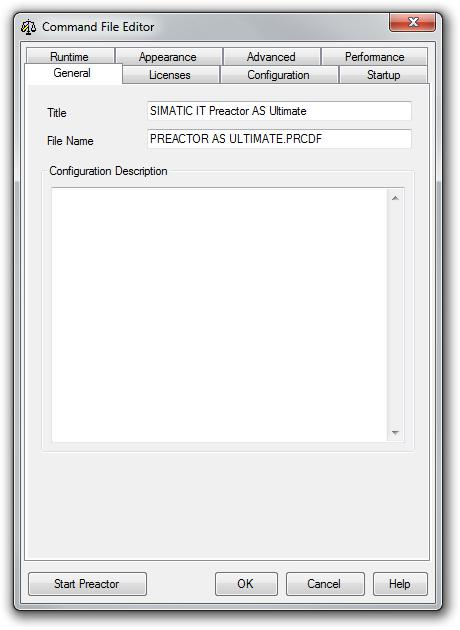 Command File Editor
Runtime Appearance Advanced Performance
General Licenses Configuration Startup
Title SIMATIC IT Preactor AS Ultimate
File Name PREACTOR AS ULTIMATE.PRCDF
Configuration Description
Start Preactor OK Cancel Help